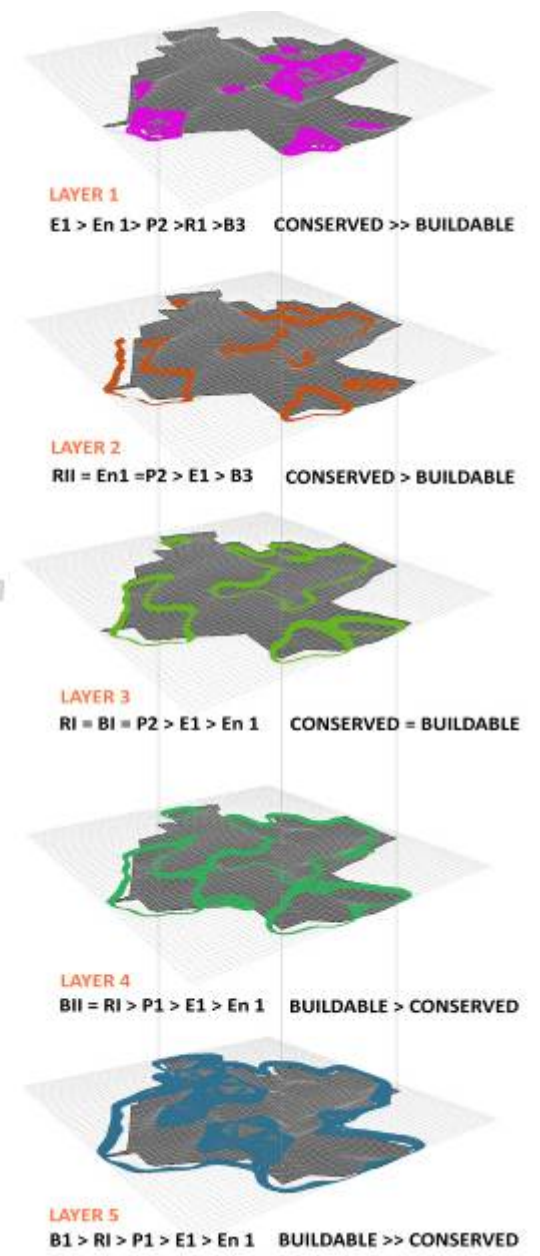 LAYER 1
E1 > En 1> P2 >R1 >B3 CONSERVED >> BUILDABLE
LAYER 2
RII = En1 =P2 > E1 > B3 CONSERVED > BUILDABLE
LAYER 3
RI = BI = P2 > E1 > En 1 CONSERVED = BUILDABLE
LAYER 4
BII = RI > P1 > E1 > En 1 BUILDABLE > CONSERVED
LAYER 5
B1 > RI > P1 > E1 > En 1 BUILDABLE >> CONSERVED